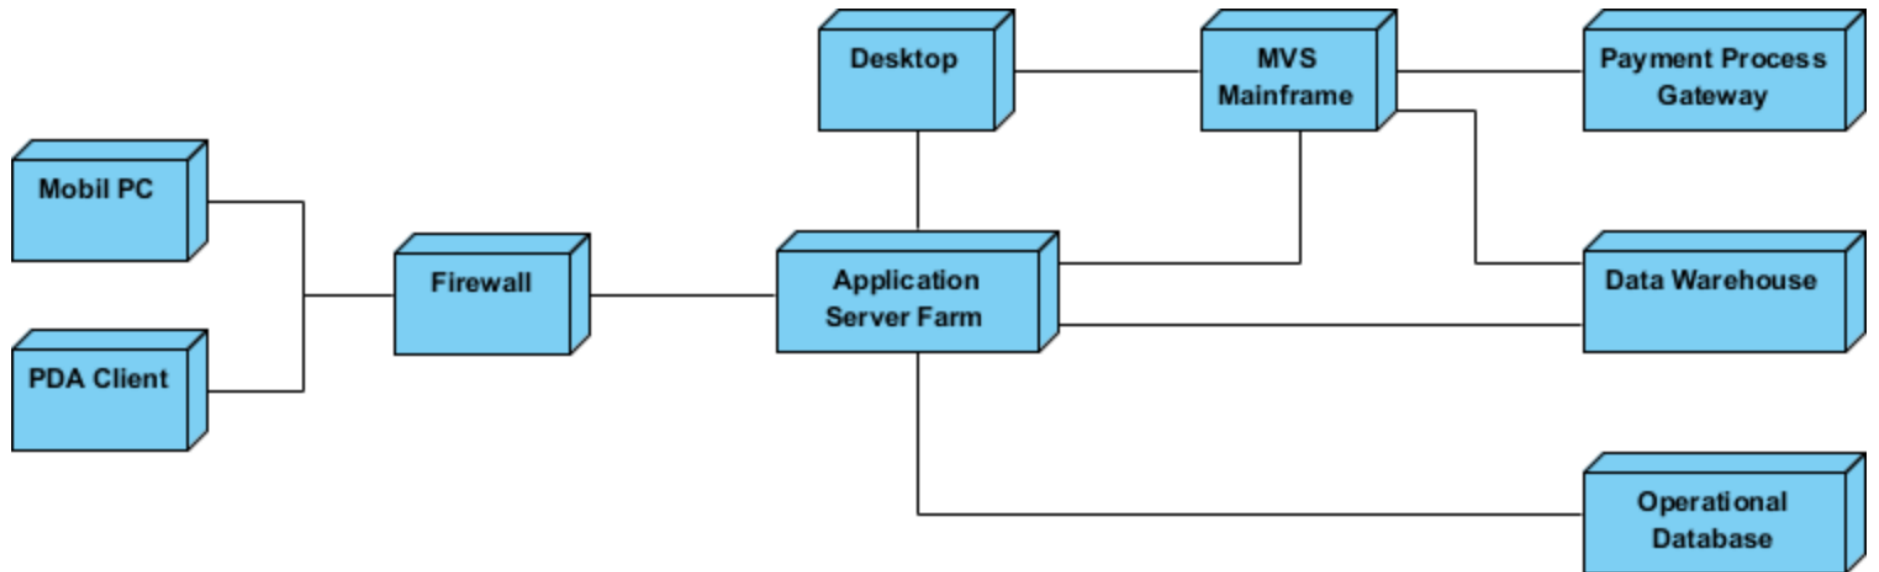 Desktop
MVS
Mainframe
Payment Process
Gateway
Mobil PC
Firewall
Application
Server Farm
Data Warehouse
PDA Client
Operational
Database